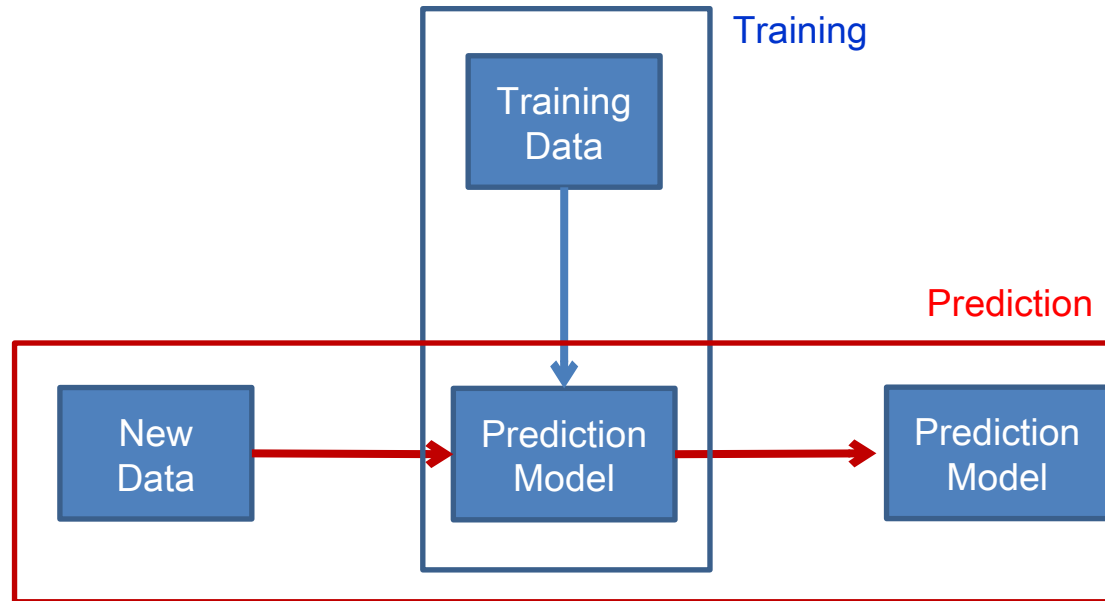 Training
Training
Data
Prediction
New
Data
Prediction
Model
Prediction
Model